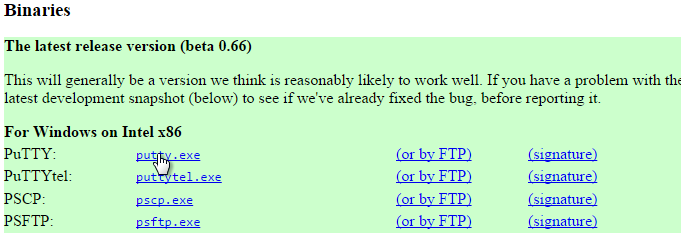 Binaries
The latest release version (beta 0.66)
This will generally be a version we think is reasonably likely to work well. If you have a problem with the
latest development snapshot (below) to see if we've already fixed the bug, before reporting it.
For Windows on Intel x86
PuTTY: putty.exe (or by FTP) (signature)
PuTTYtel: puttytel.exe (or by FTP) (signature)
PSCP: pscp.exe (or by FTP) (signature)
PSFTP: psftp.exe (or by FTP) (signature)